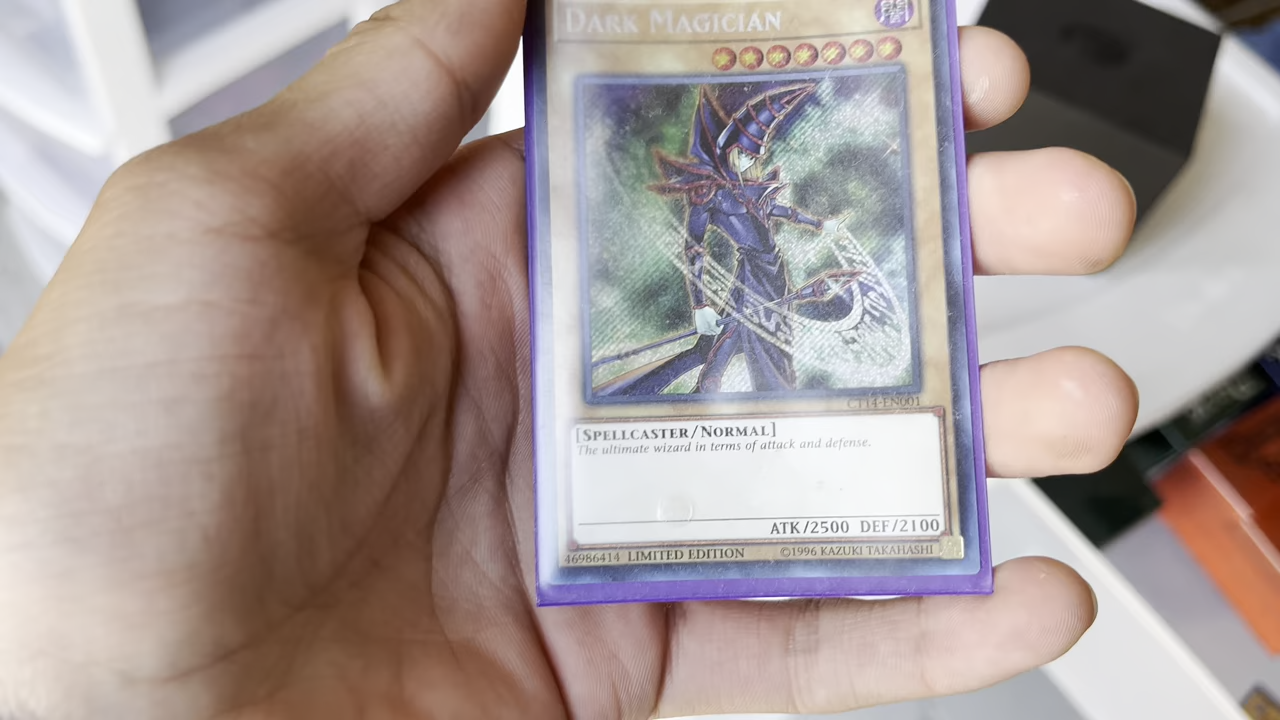 DARK MAGICIAN
CT14-EN001
[SPELLCASTER/NORMAL]
The ultimate wizard in terms of attack and defense.
ATK/2500 DEF/2100
46986414 LIMITED EDITION ©1996 KAZUKI TAKAHASHI